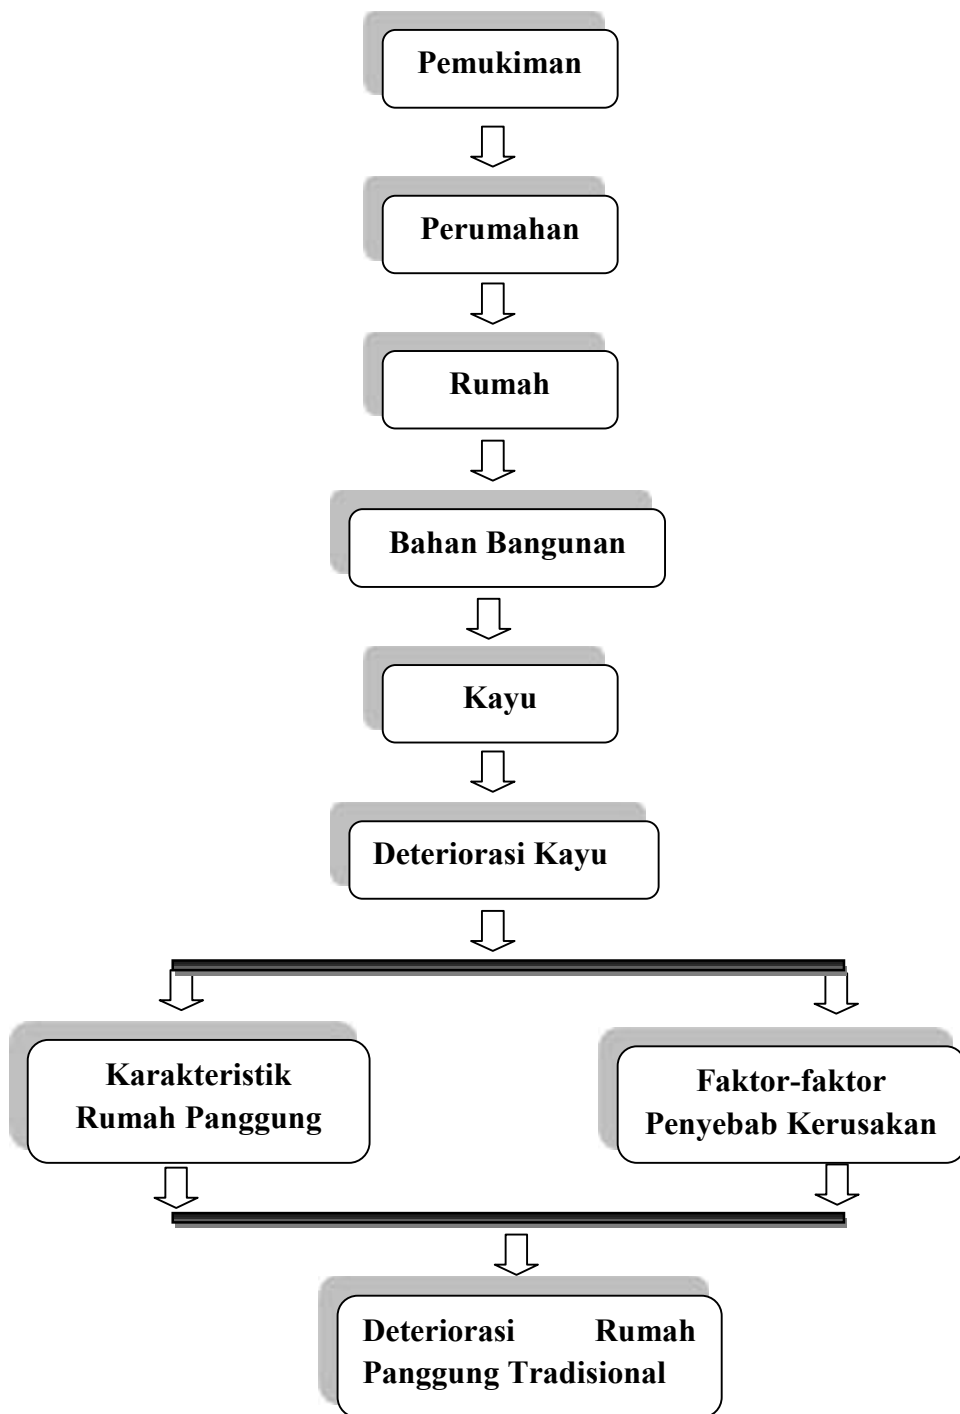 Pemukiman
Perumahan
Rumah
Bahan Bangunan
Kayu
Deteriorasi Kayu
Karakteristik
Rumah Panggung
Faktor-faktor
Penyebab Kerusakan
Deteriorasi Rumah
Panggung Tradisional